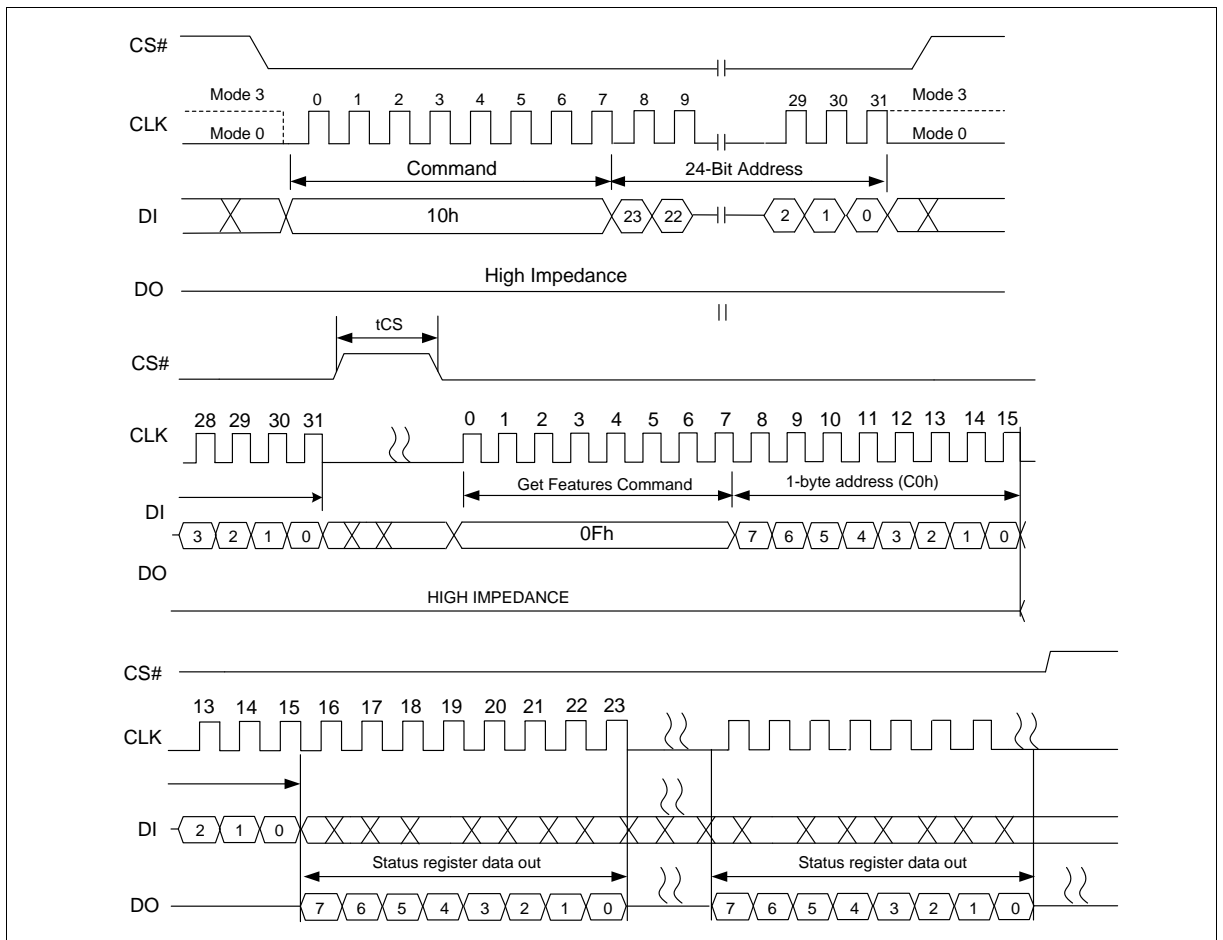 CS#
Mode 3 0 1 2 3 4 5 6 7 8 9 29 30 31 Mode 3
CLK
Mode 0 Mode 0
Command 24-Bit Address
DI 10h 23 22 2 1 0
High Impedance
DO
tCS
CS#
28 29 30 31 0 1 2 3 4 5 6 7 8 9 10 11 12 13 14 15
CLK
Get Features Command 1-byte address (C0h)
DI
3 2 1 0 0Fh 7 6 5 4 3 2 1 0
DO
HIGH IMPEDANCE
CS#
13 14 15 16 17 18 19 20 21 22 23
CLK
DI 2 1 0
Status register data out Status register data out
DO 7 6 5 4 3 2 1 0 7 6 5 4 3 2 1 0